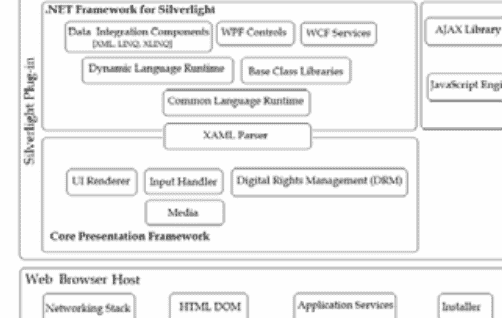 .NET Framework for Silverlight
Data Integration Components
[XML, LINQ, XLINQ]
WPF Controls
WCF Services
AJAX Library
Dynamic Language Runtime
Base Class Libraries
JavaScript Engi
Common Language Runtime
Silverlight Plug-in
XAML Parser
UI Renderer
Input Handler
Digital Rights Management (DRM)
Media
Core Presentation Framework
Web Browser Host
Networking Stack
HTML DOM
Application Services
Installer